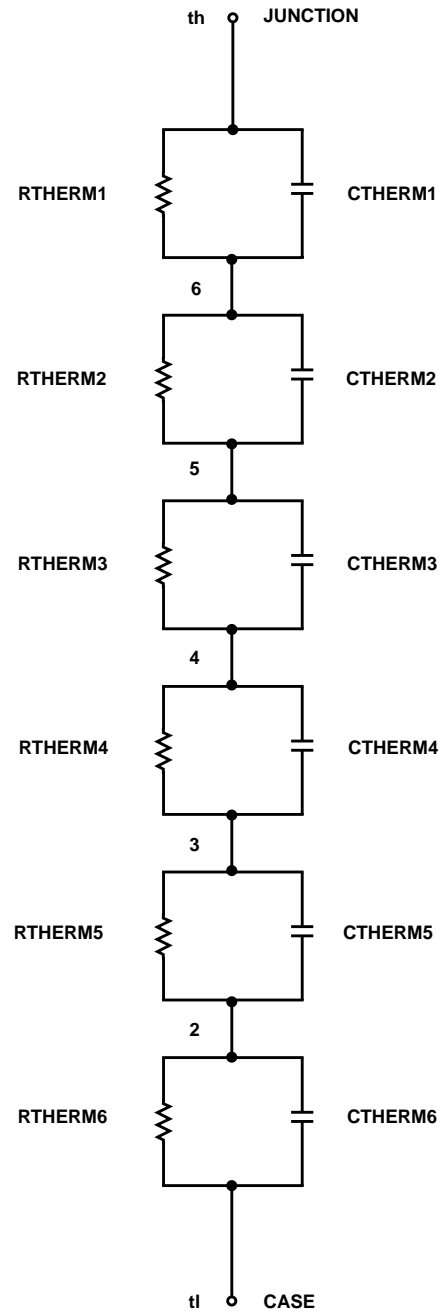 th JUNCTION
RTHERM1 CTHERM1
6
RTHERM2 CTHERM2
5
RTHERM3 CTHERM3
4
RTHERM4 CTHERM4
3
RTHERM5 CTHERM5
2
RTHERM6 CTHERM6
tl CASE